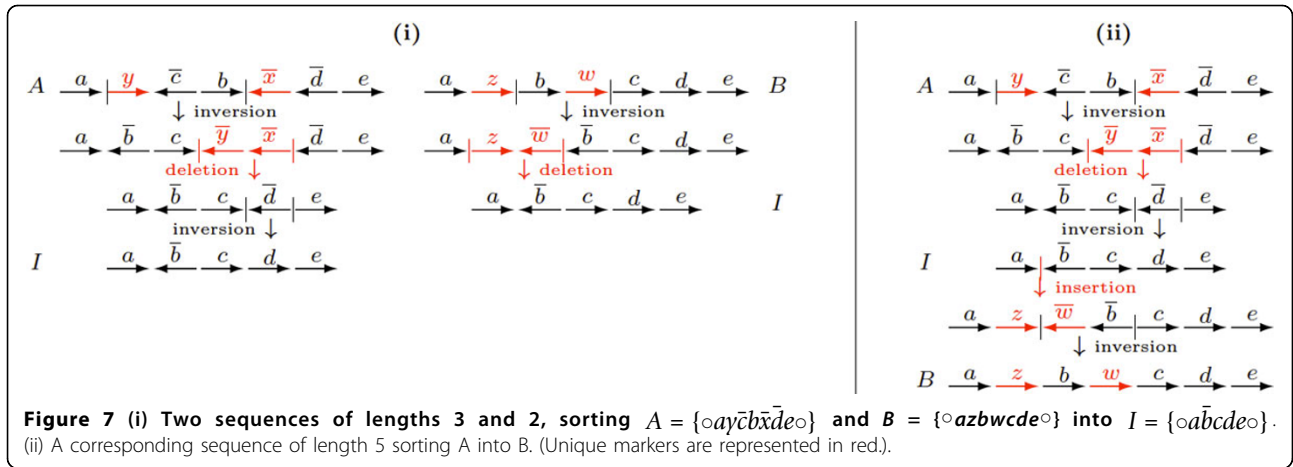 (i)
A a y c̅ b x̅ d̅ e
a z b w c d e B
↓ inversion
↓ inversion
a b̅ c y̅ x̅ d̅ e
a z w̅ b̅ c d e
deletion ↓
↓ deletion
a b̅ c d̅ e
a b̅ c d e I
inversion ↓
I a b̅ c d e
(ii)
A a y c̅ b x̅ d̅ e
↓ inversion
a b̅ c y̅ x̅ d̅ e
deletion ↓
a b̅ c d̅ e
inversion ↓
I a b̅ c d e
↓ insertion
a z w̅ b̅ c d e
↓ inversion
B a z b w c d e
Figure 7 (i) Two sequences of lengths 3 and 2, sorting A = {∘ayc̅bx̅d̅e∘} and B = {∘azbwcde∘} into I = {∘ab̅cde∘}.
(ii) A corresponding sequence of length 5 sorting A into B. (Unique markers are represented in red.).